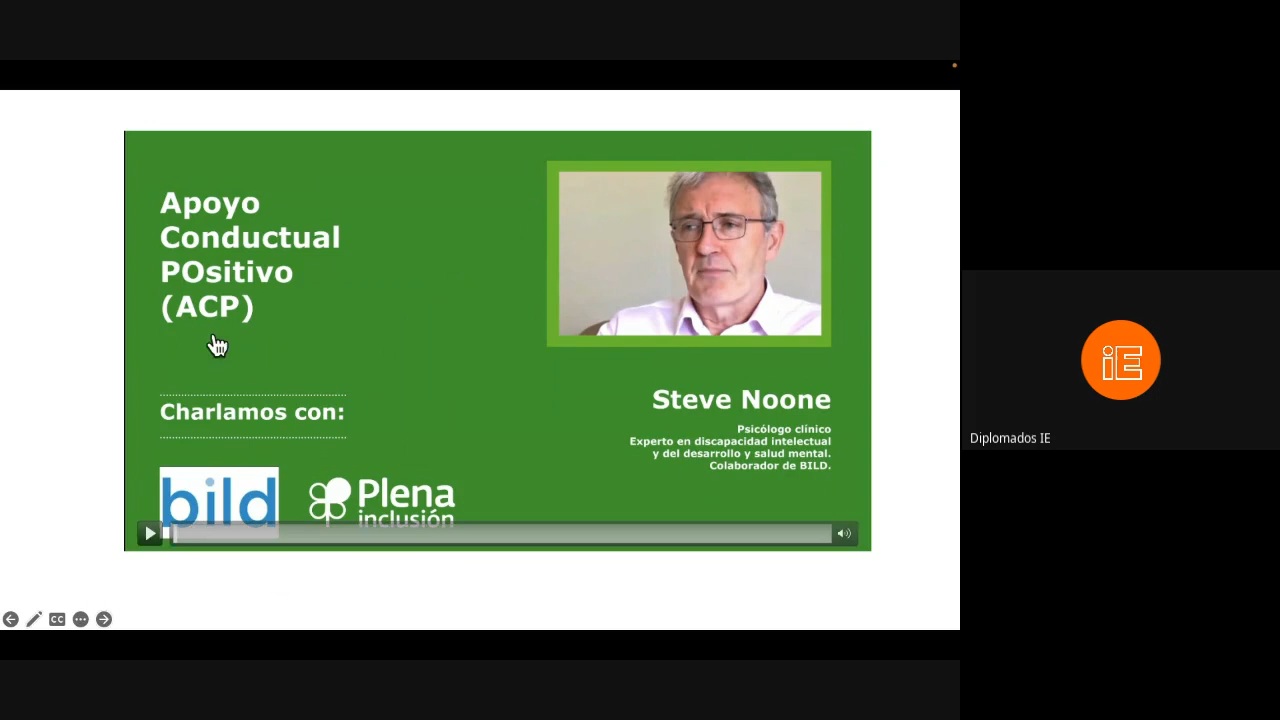 Apoyo
Conductual
POsitivo
(ACP)
Charlamos con:
Steve Noone
Psicólogo clínico
Experto en discapacidad intelectual
y del desarrollo y salud mental.
Colaborador de BILD.
bild
Plena
inclusión
CC
iE
Diplomados IE